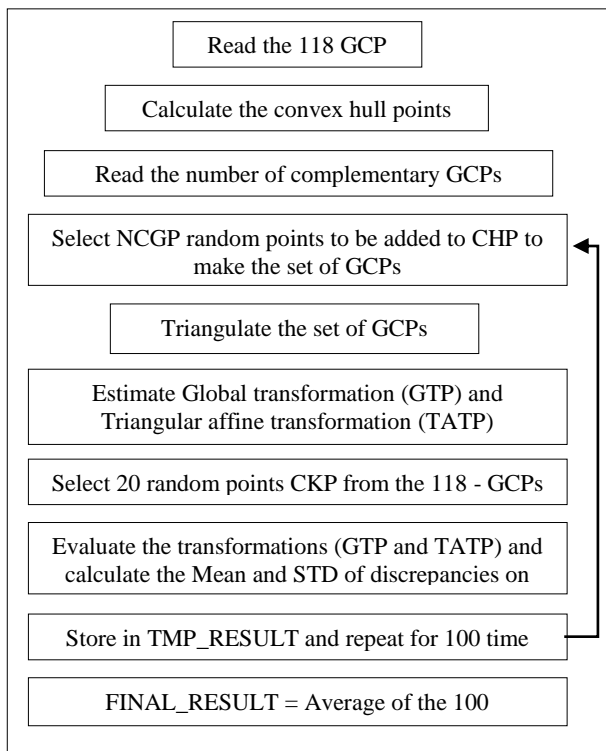 Read the 118 GCP
Calculate the convex hull points
Read the number of complementary GCPs
Select NCGP random points to be added to CHP to
make the set of GCPs
Triangulate the set of GCPs
Estimate Global transformation (GTP) and
Triangular affine transformation (TATP)
Select 20 random points CKP from the 118 - GCPs
Evaluate the transformations (GTP and TATP) and
calculate the Mean and STD of discrepancies on
Store in TMP_RESULT and repeat for 100 time
FINAL_RESULT = Average of the 100